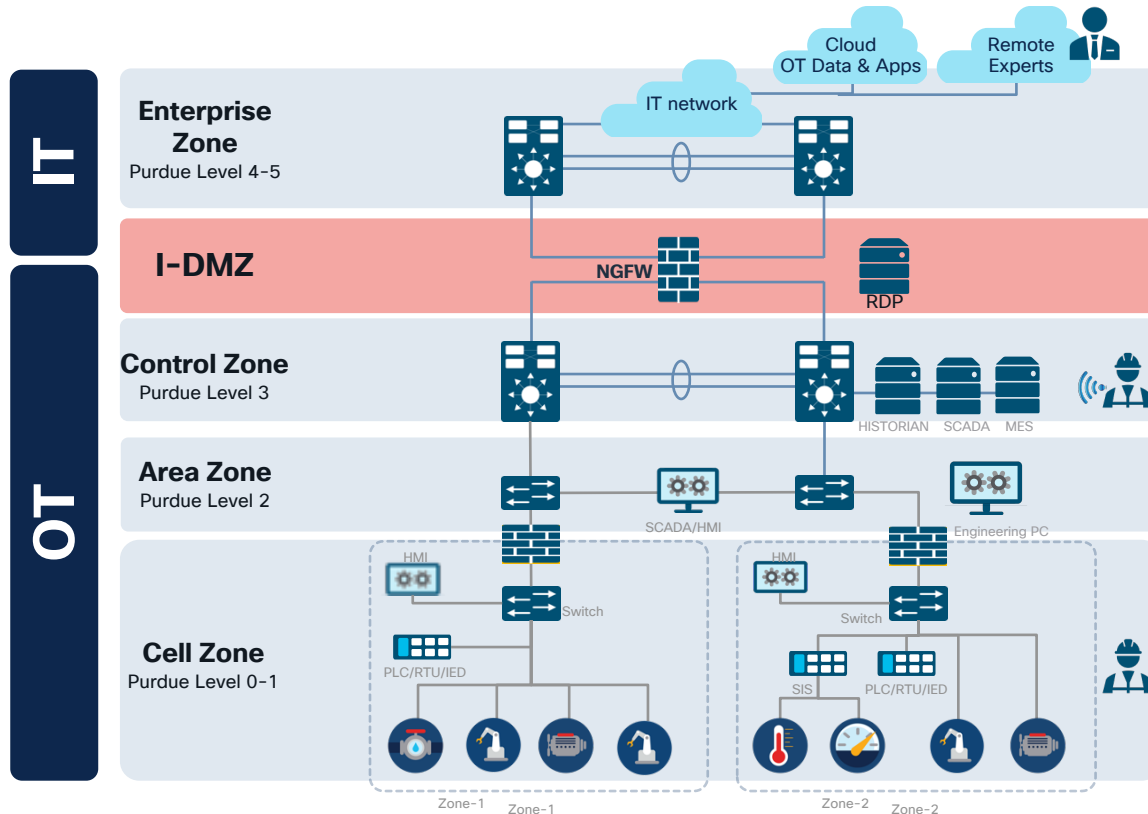 Cloud
OT Data & Apps
Remote
Experts
IT network
IT
Enterprise
Zone
Purdue Level 4-5
I-DMZ
NGFW
RDP
OT
Control Zone
Purdue Level 3
HISTORIAN
SCADA
MES
Area Zone
Purdue Level 2
SCADA/HMI
Engineering PC
HMI
Switch
PLC/RTU/IED
HMI
Switch
SIS
PLC/RTU/IED
Cell Zone
Purdue Level 0-1
Zone-1
Zone-1
Zone-2
Zone-2